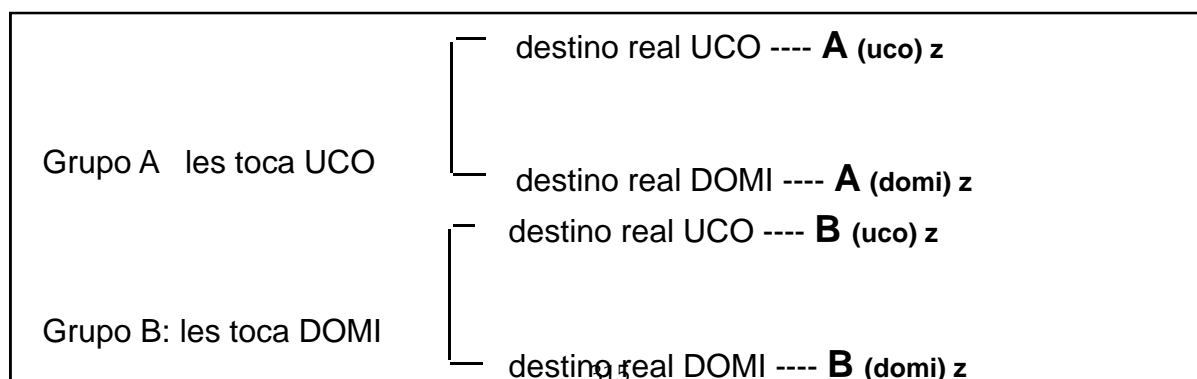 destino real UCO ---- A (uco) z
Grupo A les toca UCO
destino real DOMI ---- A (domi) z
destino real UCO ---- B (uco) z
Grupo B: les toca DOMI
destino real DOMI ---- B (domi) z
315